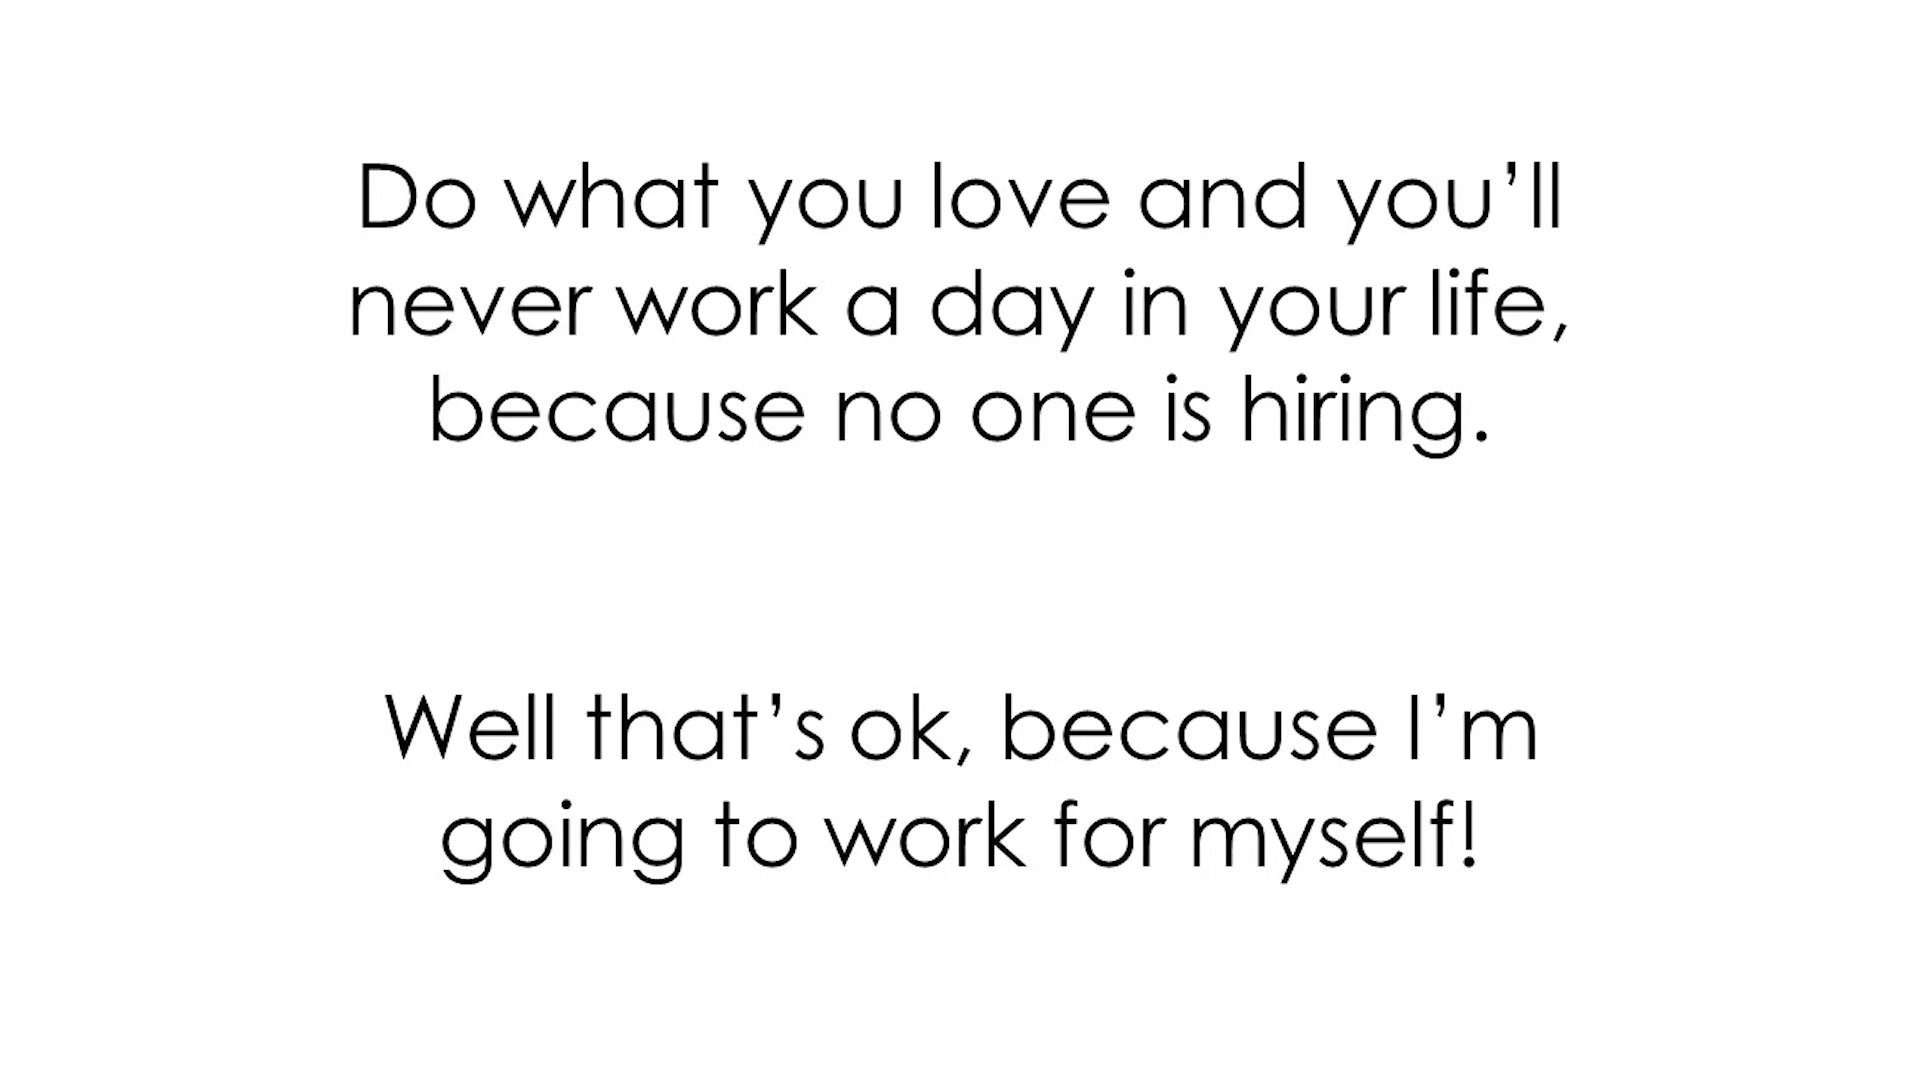 Do what you love and you’ll
never work a day in your life,
because no one is hiring.
Well that’s ok, because I’m
going to work for myself!